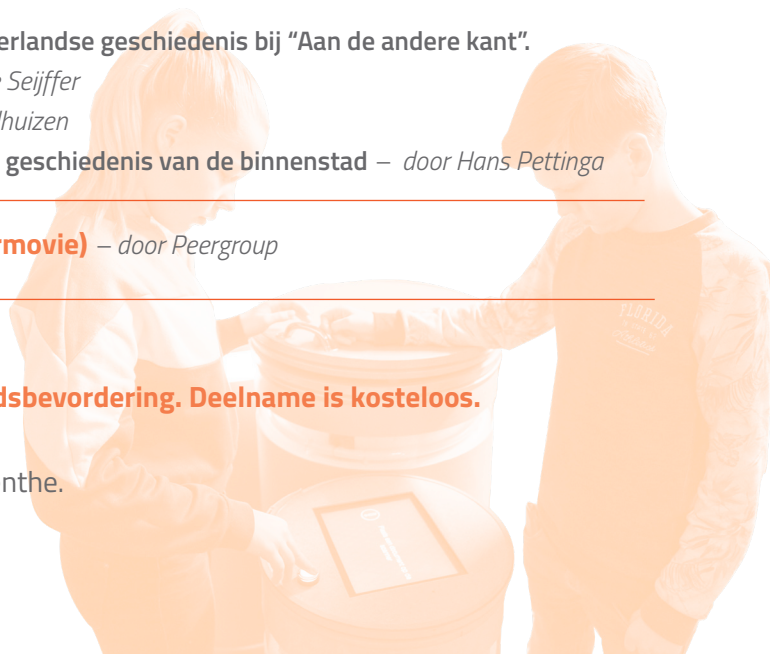 erlandse geschiedenis bij “Aan de andere kant”.
Seijffer
huizen
geschiedenis van de binnenstad – door Hans Pettinga
rmovie) – door Peergroup
FLORIDA
dsbevordering. Deelname is kosteloos.
nthe.